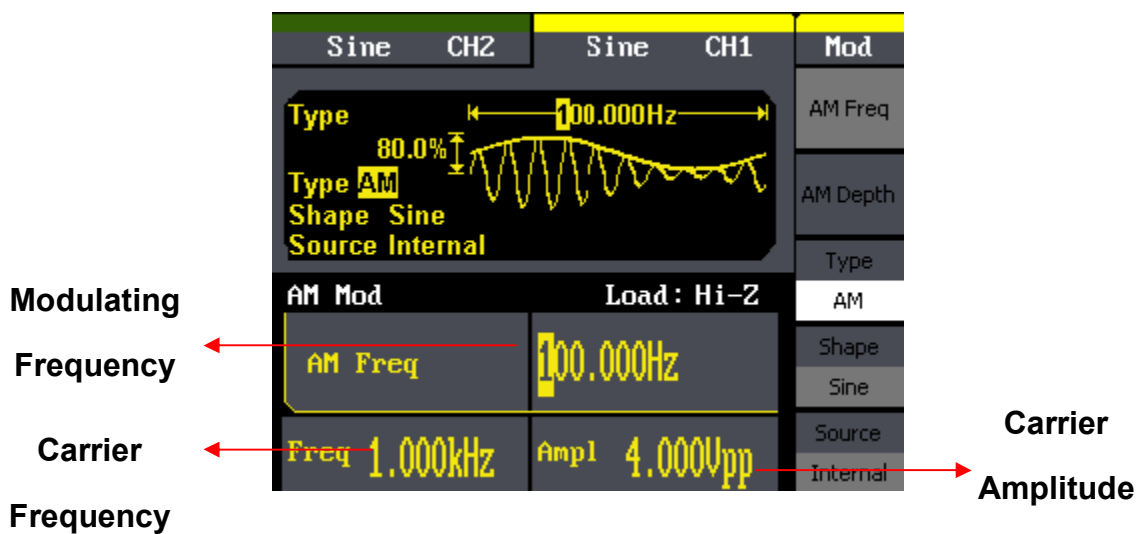 Sine CH2 Sine CH1 Mod
Type 100.000Hz AM Freq
80.0%
Type AM AM Depth
Shape Sine
Source Internal
Type
AM Mod Load: Hi-Z AM
Modulating
Frequency
AM Freq 100.000Hz
Shape
Sine
Carrier
Frequency
Freq 1.000kHz Ampl 4.000Vpp
Source
Internal
Carrier
Amplitude